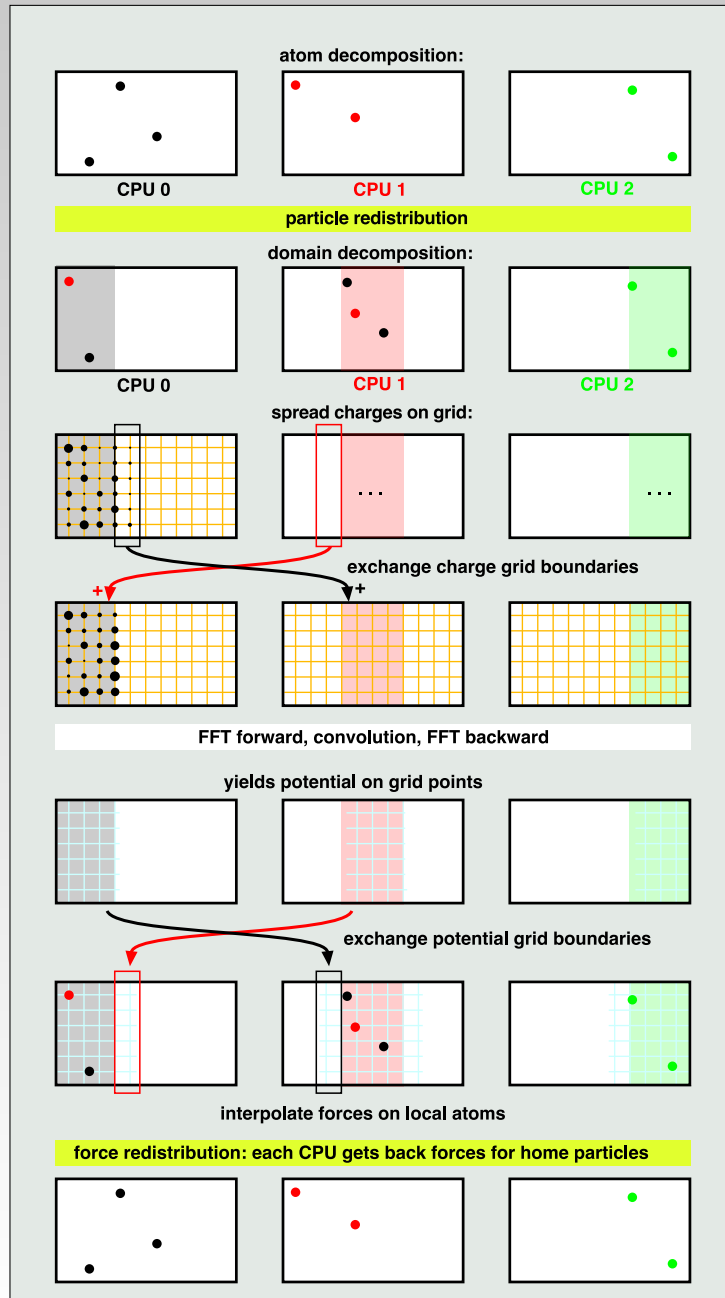 atom decomposition:
CPU 0
CPU 1
CPU 2
particle redistribution
domain decomposition:
CPU 0
CPU 1
CPU 2
spread charges on grid:
...
...
exchange charge grid boundaries
+
+
FFT forward, convolution, FFT backward
yields potential on grid points
exchange potential grid boundaries
interpolate forces on local atoms
force redistribution: each CPU gets back forces for home particles